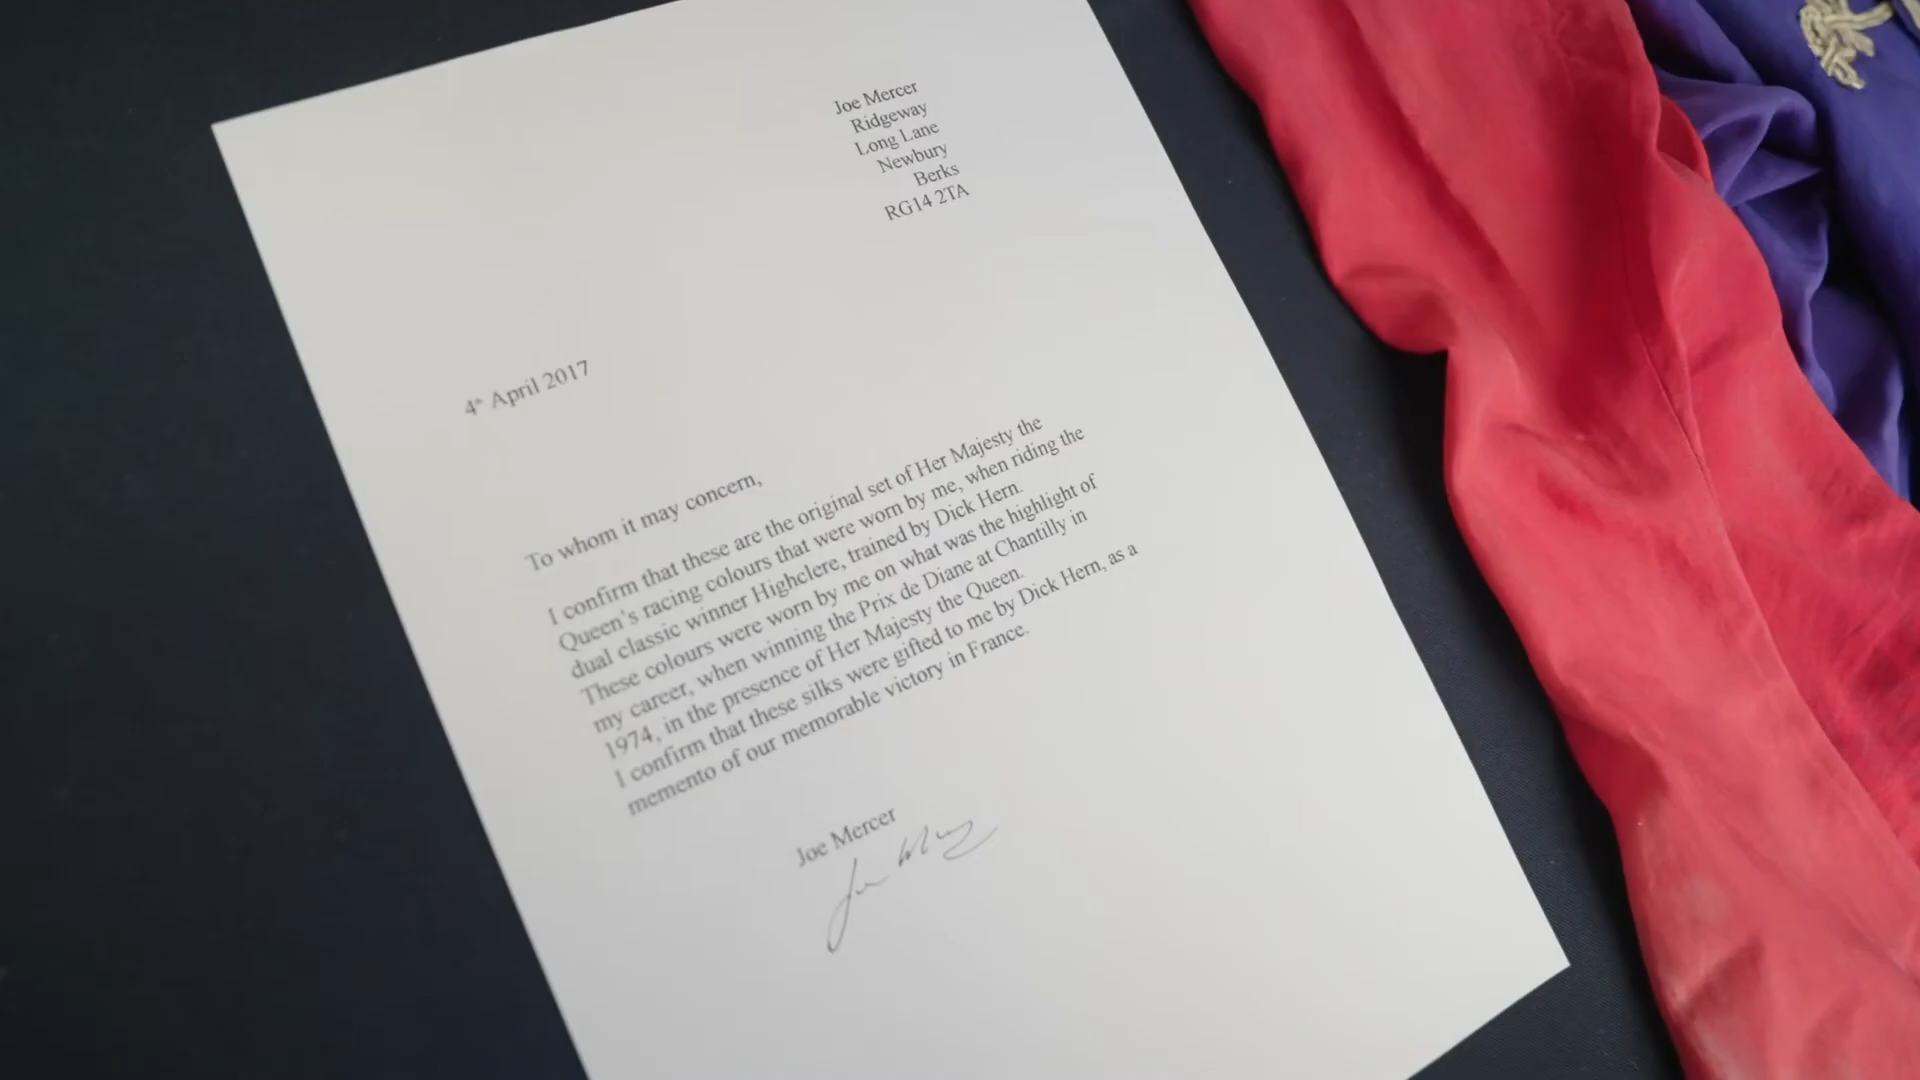 Joe Mercer
Ridgeway
Long Lane
Newbury
Berks
RG14 2TA
4th April 2017
To whom it may concern,
I confirm that these are the original set of Her Majesty the
Queen's racing colours that were worn by me, when riding the
dual classic winner Highclere, trained by Dick Hern.
These colours were worn by me on what was the highlight of
my career, when winning the Prix de Diane at Chantilly in
1974, in the presence of Her Majesty the Queen.
I confirm that these silks were gifted to me by Dick Hern, as a
memento of our memorable victory in France.
Joe Mercer
Joe Mercer